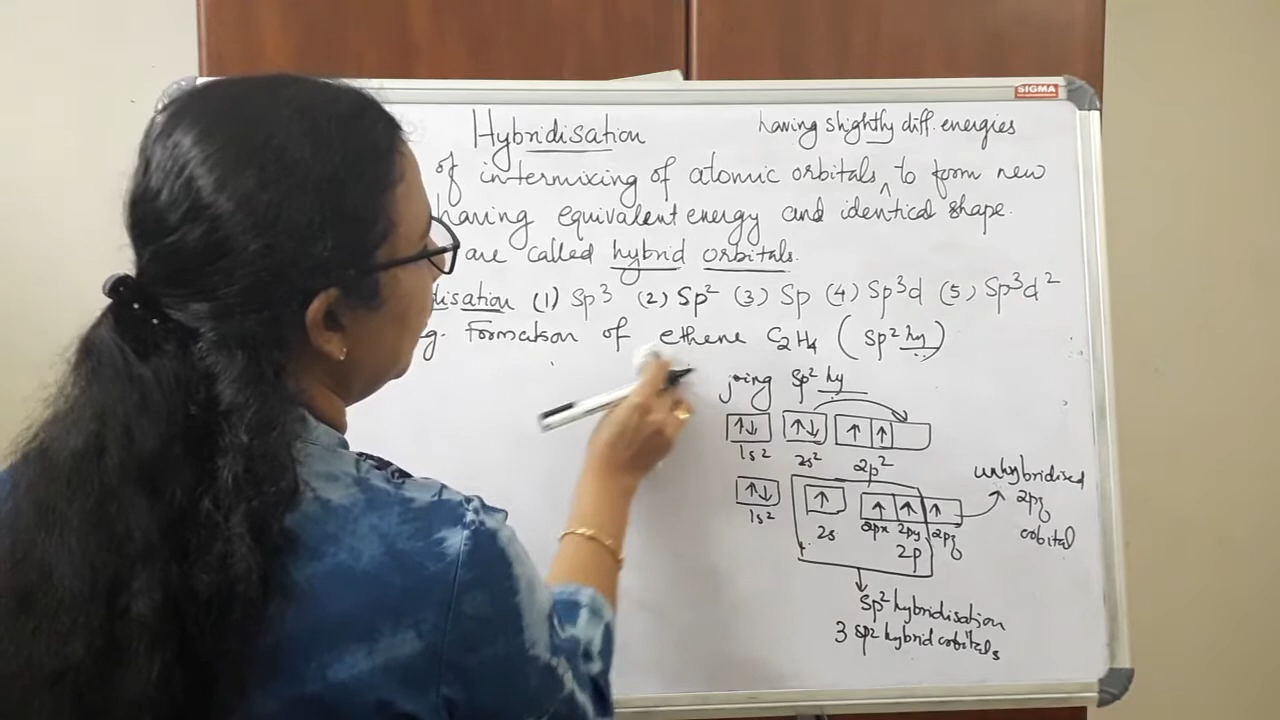 SIGMA
Hybridisation having slightly diff. energies
of intermixing of atomic orbitals ^ to form new
having equivalent energy and identical shape.
are called hybrid orbitals.
disation (1) Sp³ (2) Sp² (3) Sp (4) Sp³d (5) Sp³d²
g. Formation of ethene C₂H₄ (Sp² hy)
Sp² hy
↑↓ ↑↓ ↑ ↑
1s² 2s² 2p²
unhybridised
2pz
orbital
↑↓ ↑ ↑ ↑ ↑
1s² 2s 2px 2py 2pz
2p
Sp² hybridisation
3 sp2 hybrid orbitals